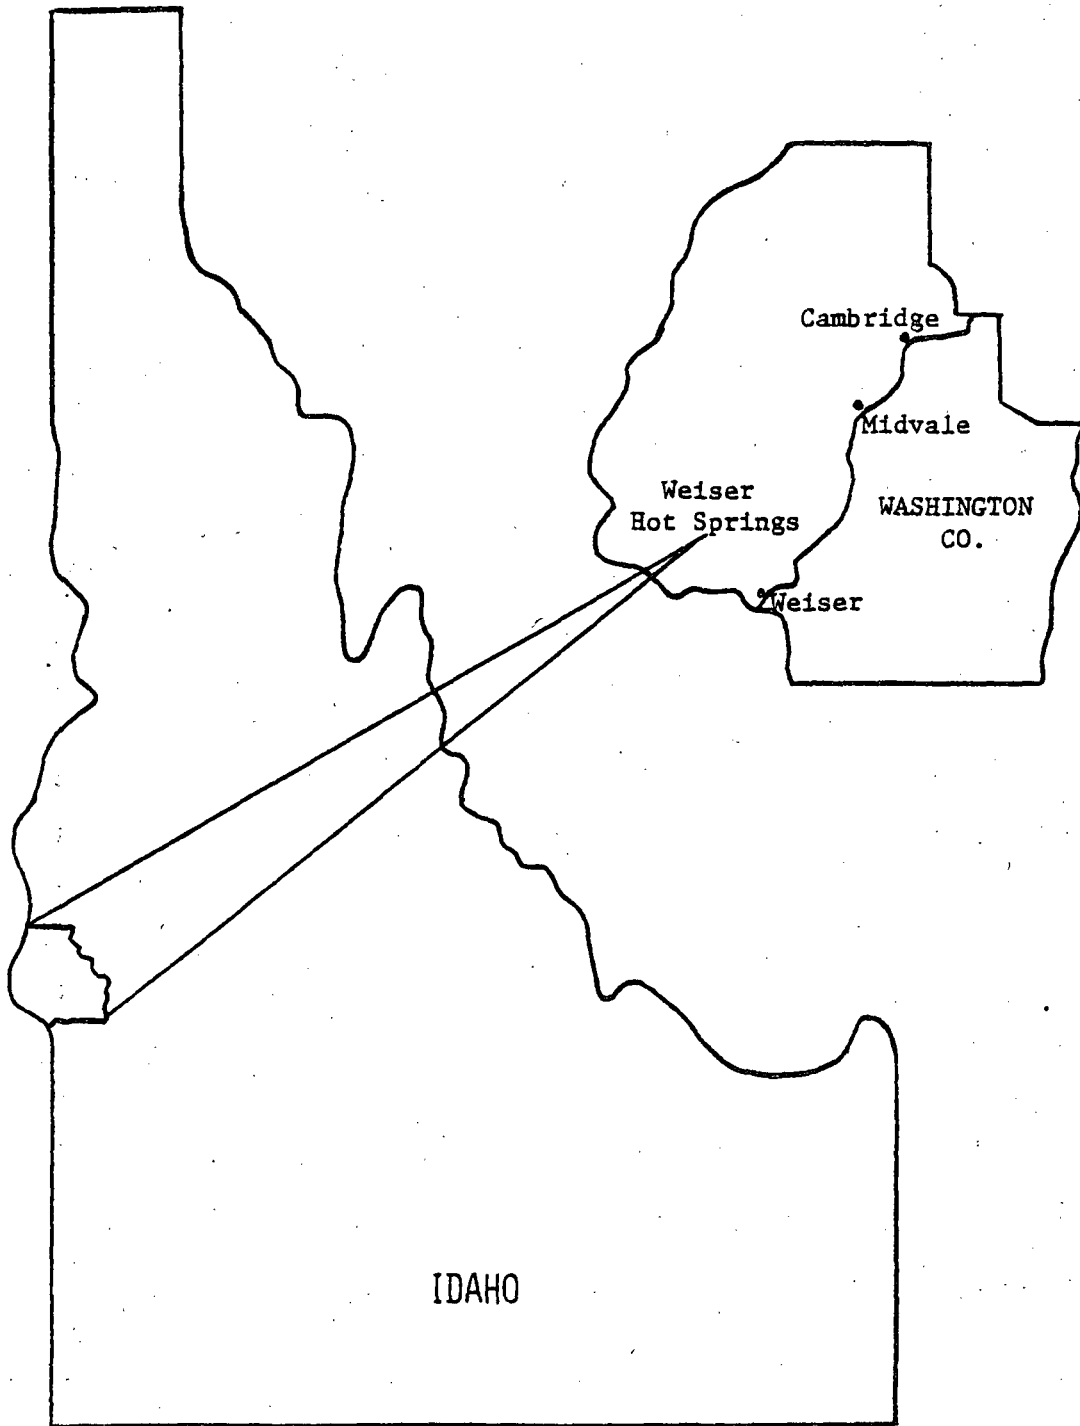 Cambridge
Midvale
Weiser
Hot Springs
WASHINGTON
CO.
Weiser
IDAHO